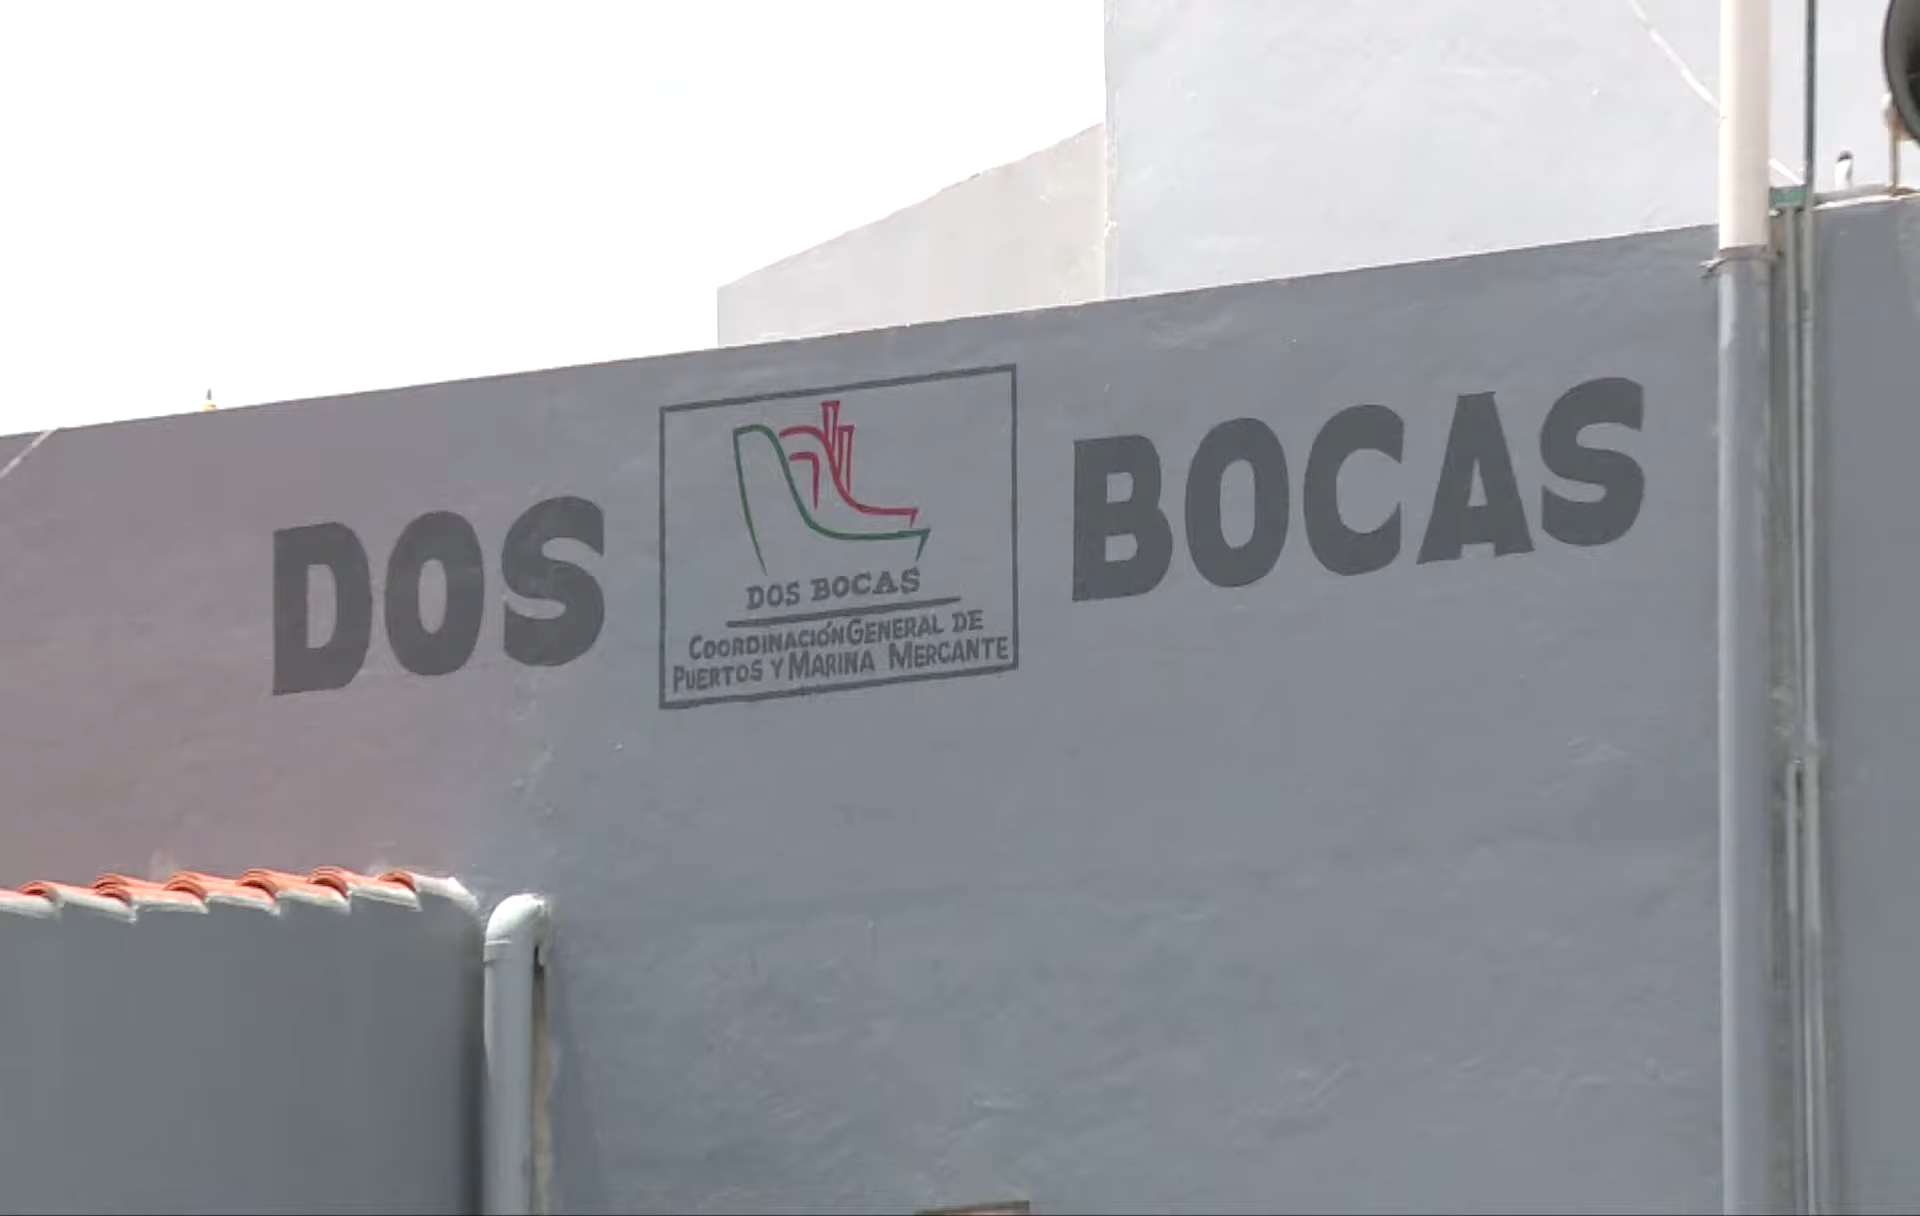 DOS BOCAS
DOS BOCAS
COORDINACIÓN GENERAL DE
PUERTOS Y MARINA MERCANTE